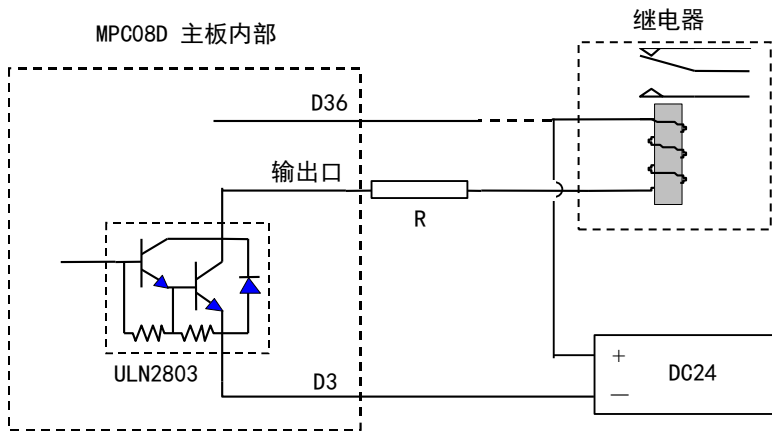 继电器
MPC08D 主板内部
D36
输出口
R
ULN2803
D3
+
DC24
—